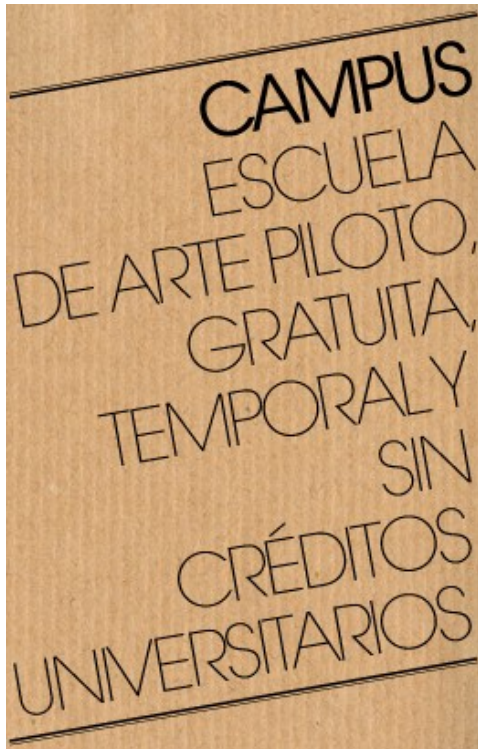 CAMPUS
ESCUELA
DE ARTE PILOTO,
GRATUITA,
TEMPORAL Y
SIN
CRÉDITOS
UNIVERSITARIOS